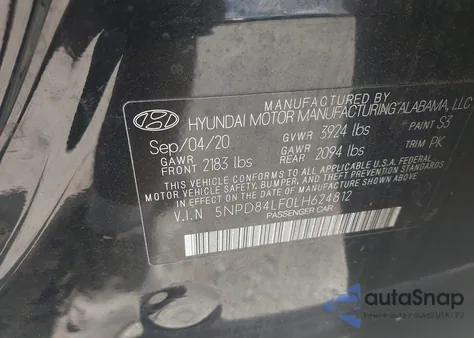 MANUFACTURED BY
HYUNDAI MOTOR MANUFACTURING ALABAMA, LLC
Sep/04/20 GVWR 3924 lbs PAINT S3
GAWR FRONT 2183 lbs GAWR REAR 2094 lbs TRIM PK
THIS VEHICLE CONFORMS TO ALL APPLICABLE U.S.A. FEDERAL
MOTOR VEHICLE SAFETY, BUMPER, AND THEFT PREVENTION STANDARDS
IN EFFECT ON THE DATE OF MANUFACTURE SHOWN ABOVE.
V.I.N 5NPD84LF0LH624812
PASSENGER CAR
autoSnap